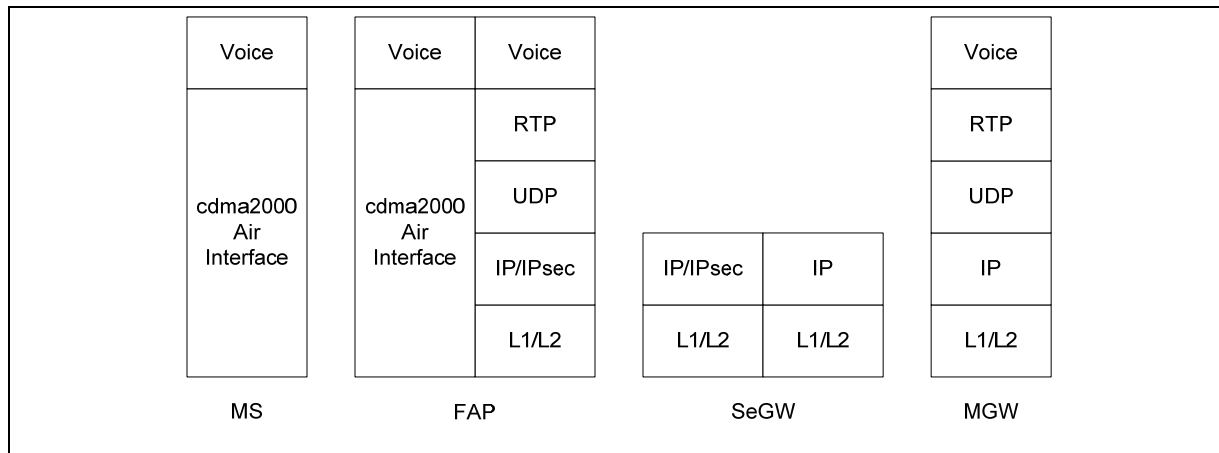 Voice
Voice
Voice
Voice
cdma2000
Air
Interface
cdma2000
Air
Interface
RTP
RTP
UDP
UDP
IP/IPsec
IP/IPsec
IP
IP
L1/L2
L1/L2
L1/L2
L1/L2
MS
FAP
SeGW
MGW